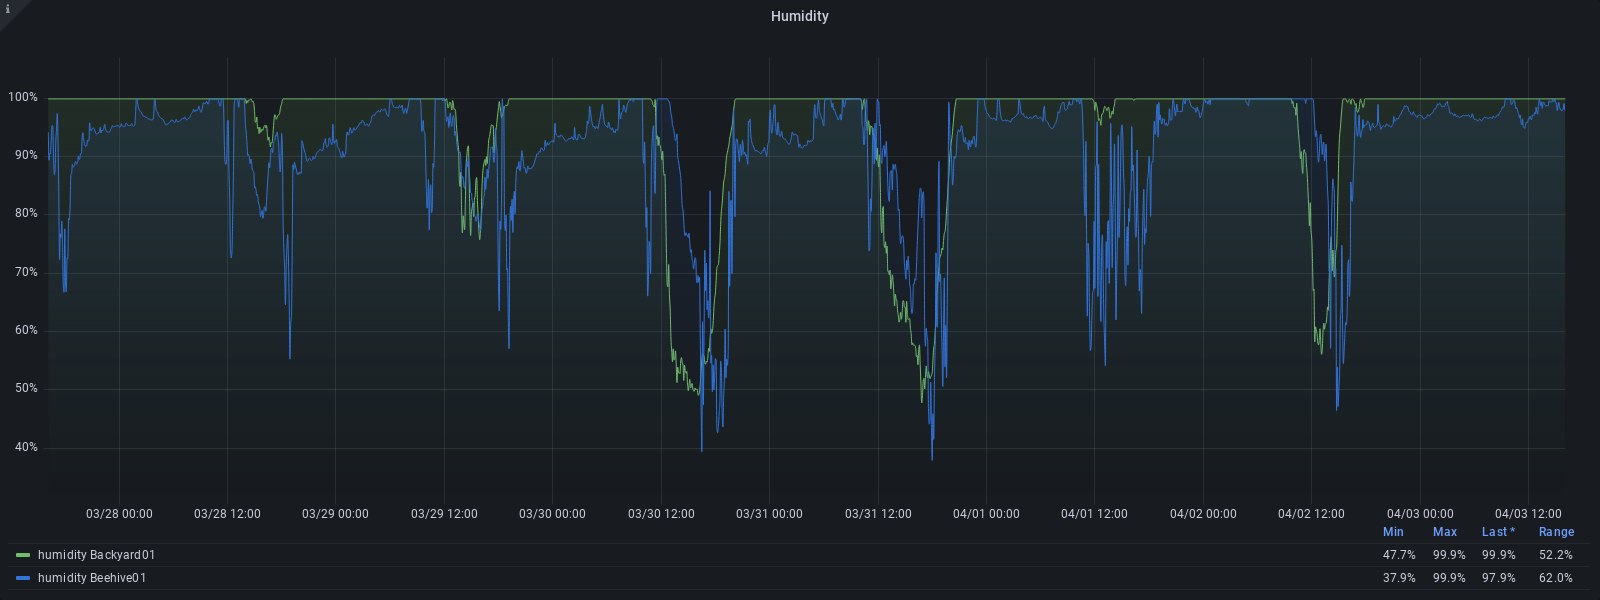 i
Humidity
100%
90%
80%
70%
60%
50%
40%
03/28 00:00 03/28 12:00 03/29 00:00 03/29 12:00 03/30 00:00 03/30 12:00 03/31 00:00 03/31 12:00 04/01 00:00 04/01 12:00 04/02 00:00 04/02 12:00 04/03 00:00 04/03 12:00
Min Max Last * Range
humidity Backyard01 47.7% 99.9% 99.9% 52.2%
humidity Beehive01 37.9% 99.9% 97.9% 62.0%